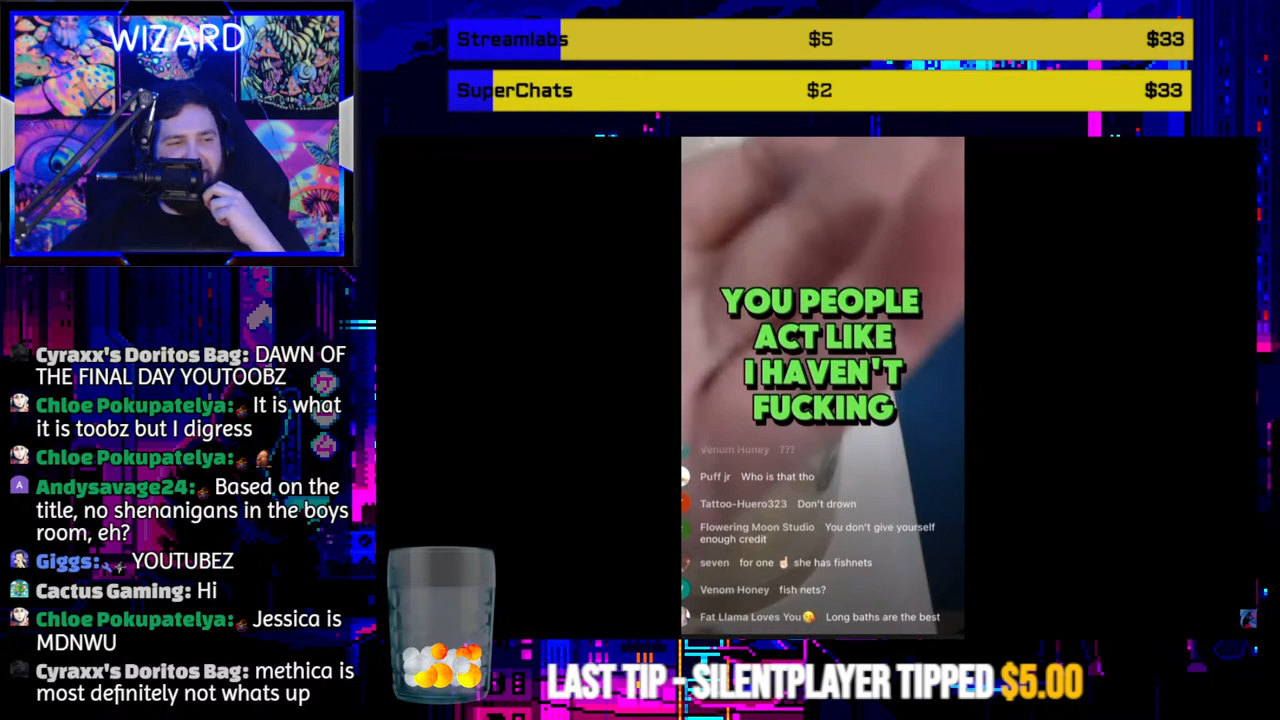 WIZARD
Streamlabs $5 $33
SuperChats $2 $33
YOU PEOPLE
ACT LIKE
I HAVEN'T
FUCKING
Venom Honey ???
Puff jr Who is that tho
Tattoo-Huero323 Don't drown
Flowering Moon Studio You don't give yourself
enough credit
seven for one ☝️ she has fishnets
Venom Honey fish nets?
Fat Llama Loves You Long baths are the best
Cyraxx's Doritos Bag: DAWN OF
THE FINAL DAY YOUTOOBZ
Chloe Pokupatelya: It is what
it is toobz but I digress
Chloe Pokupatelya:
A Andysavage24: Based on the
title, no shenanigans in the boys
room, eh?
Giggs: YOUTUBEZ
Cactus Gaming: Hi
Chloe Pokupatelya: Jessica is
MDNWU
Cyraxx's Doritos Bag: methica is
most definitely not whats up
LAST TIP - SILENTPLAYER TIPPED $5.00